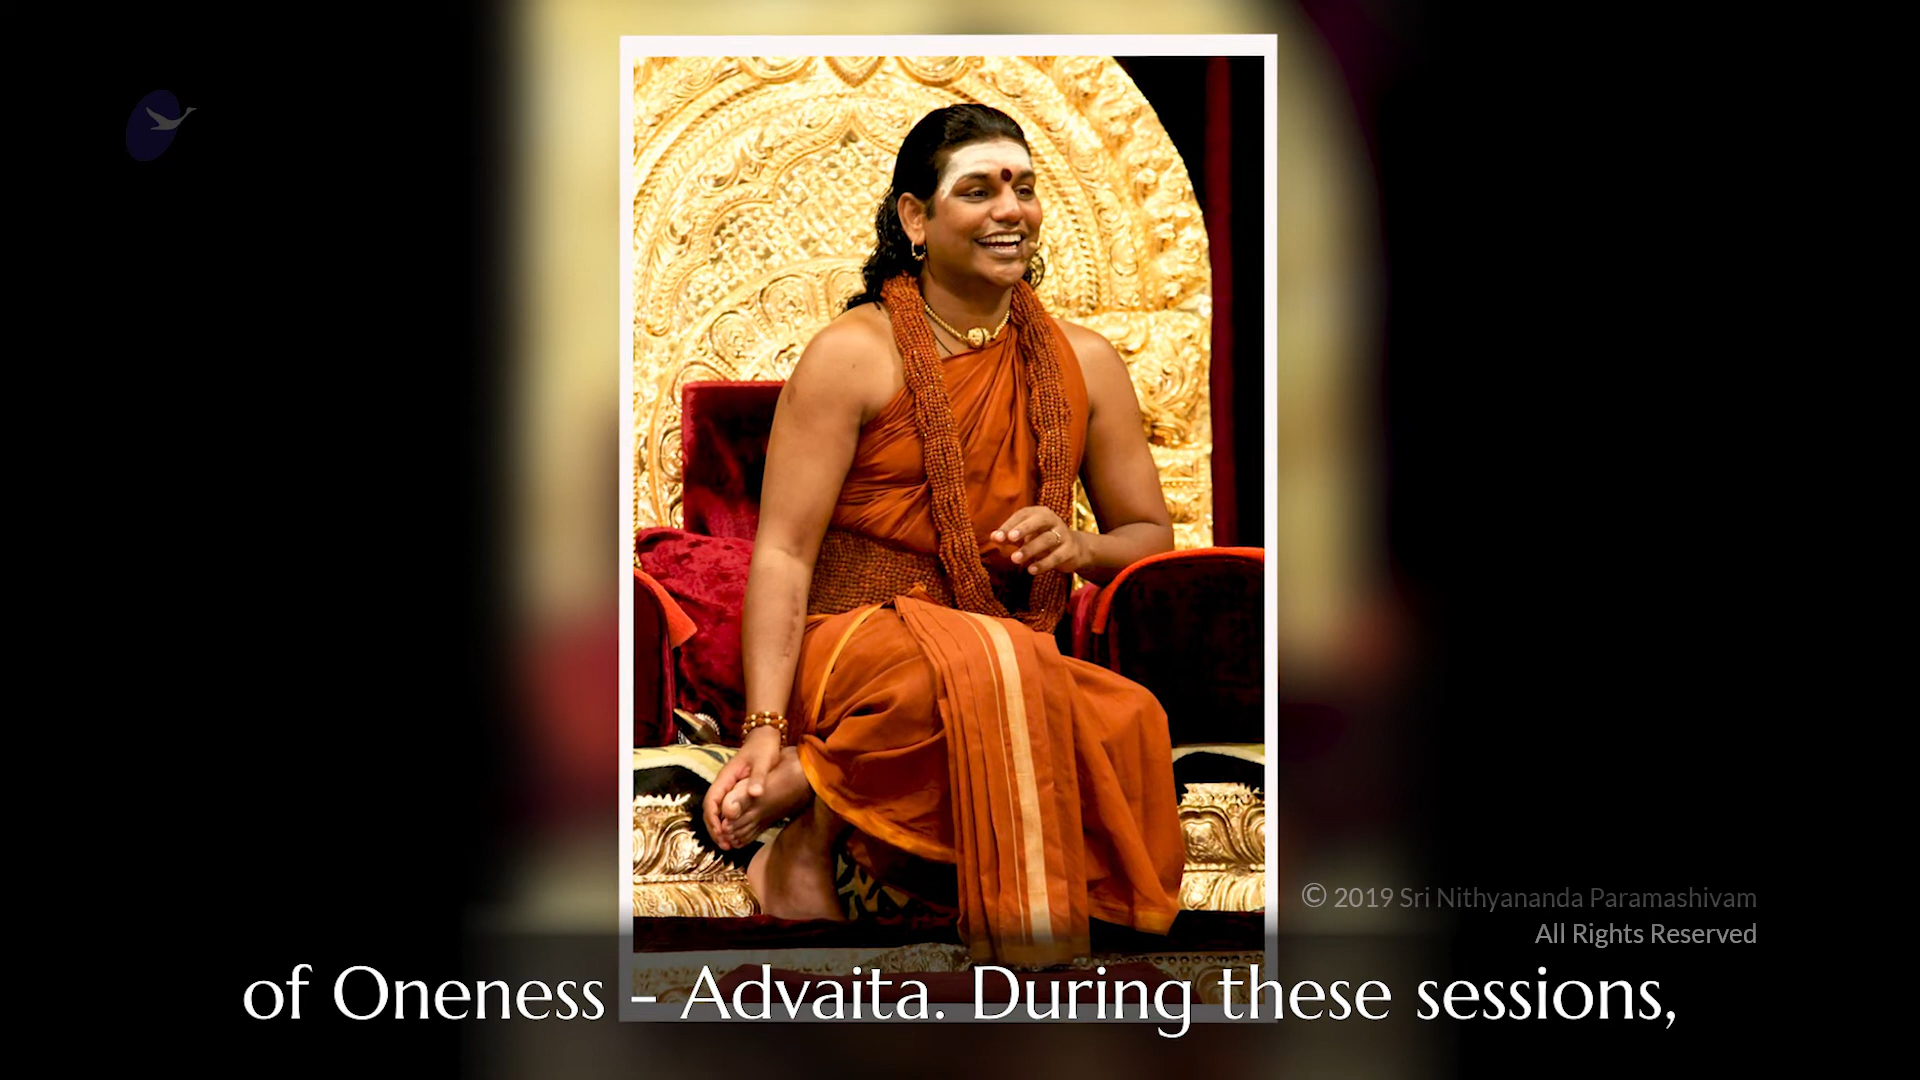 © 2019 Sri Nithyananda Paramashivam
All Rights Reserved
of Oneness - Advaita. During these sessions,